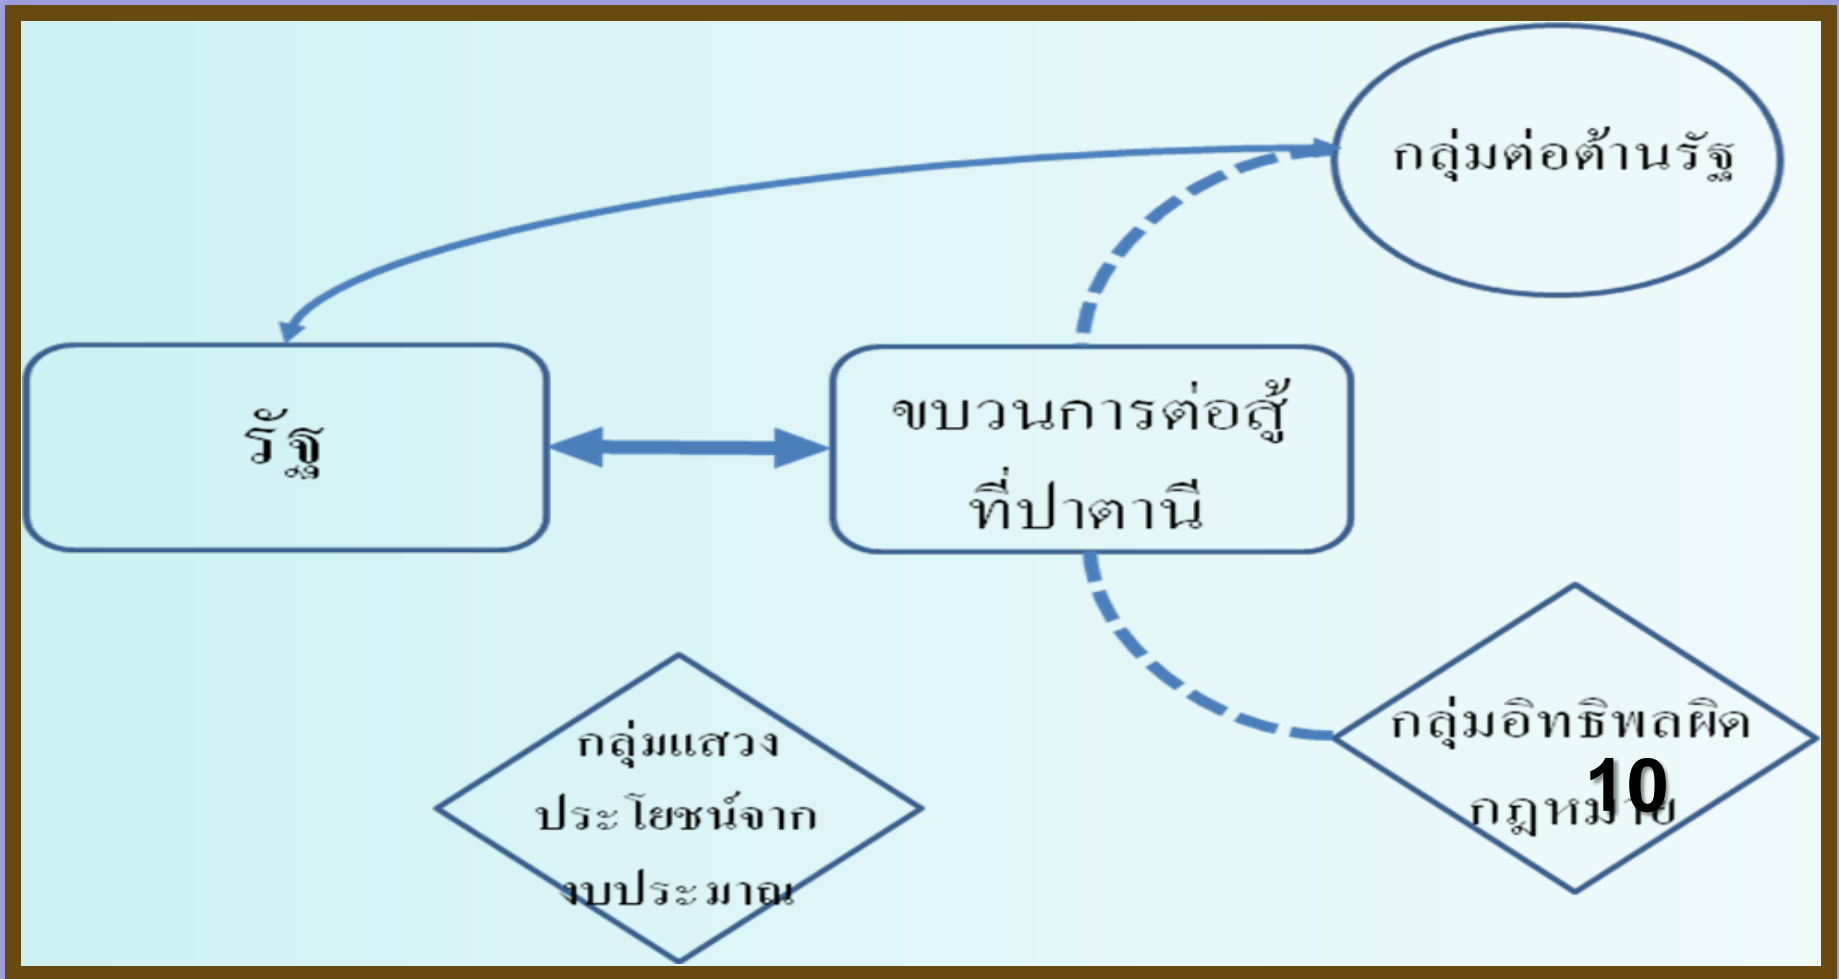 กลุ่มต่อต้านรัฐ
รัฐ
ขบวนการต่อสู้
ที่ปาตานี
กลุ่มแสวง
ประโยชน์จาก
งบประมาณ
กลุ่มอิทธิพลผิด
กฎหมาย
10